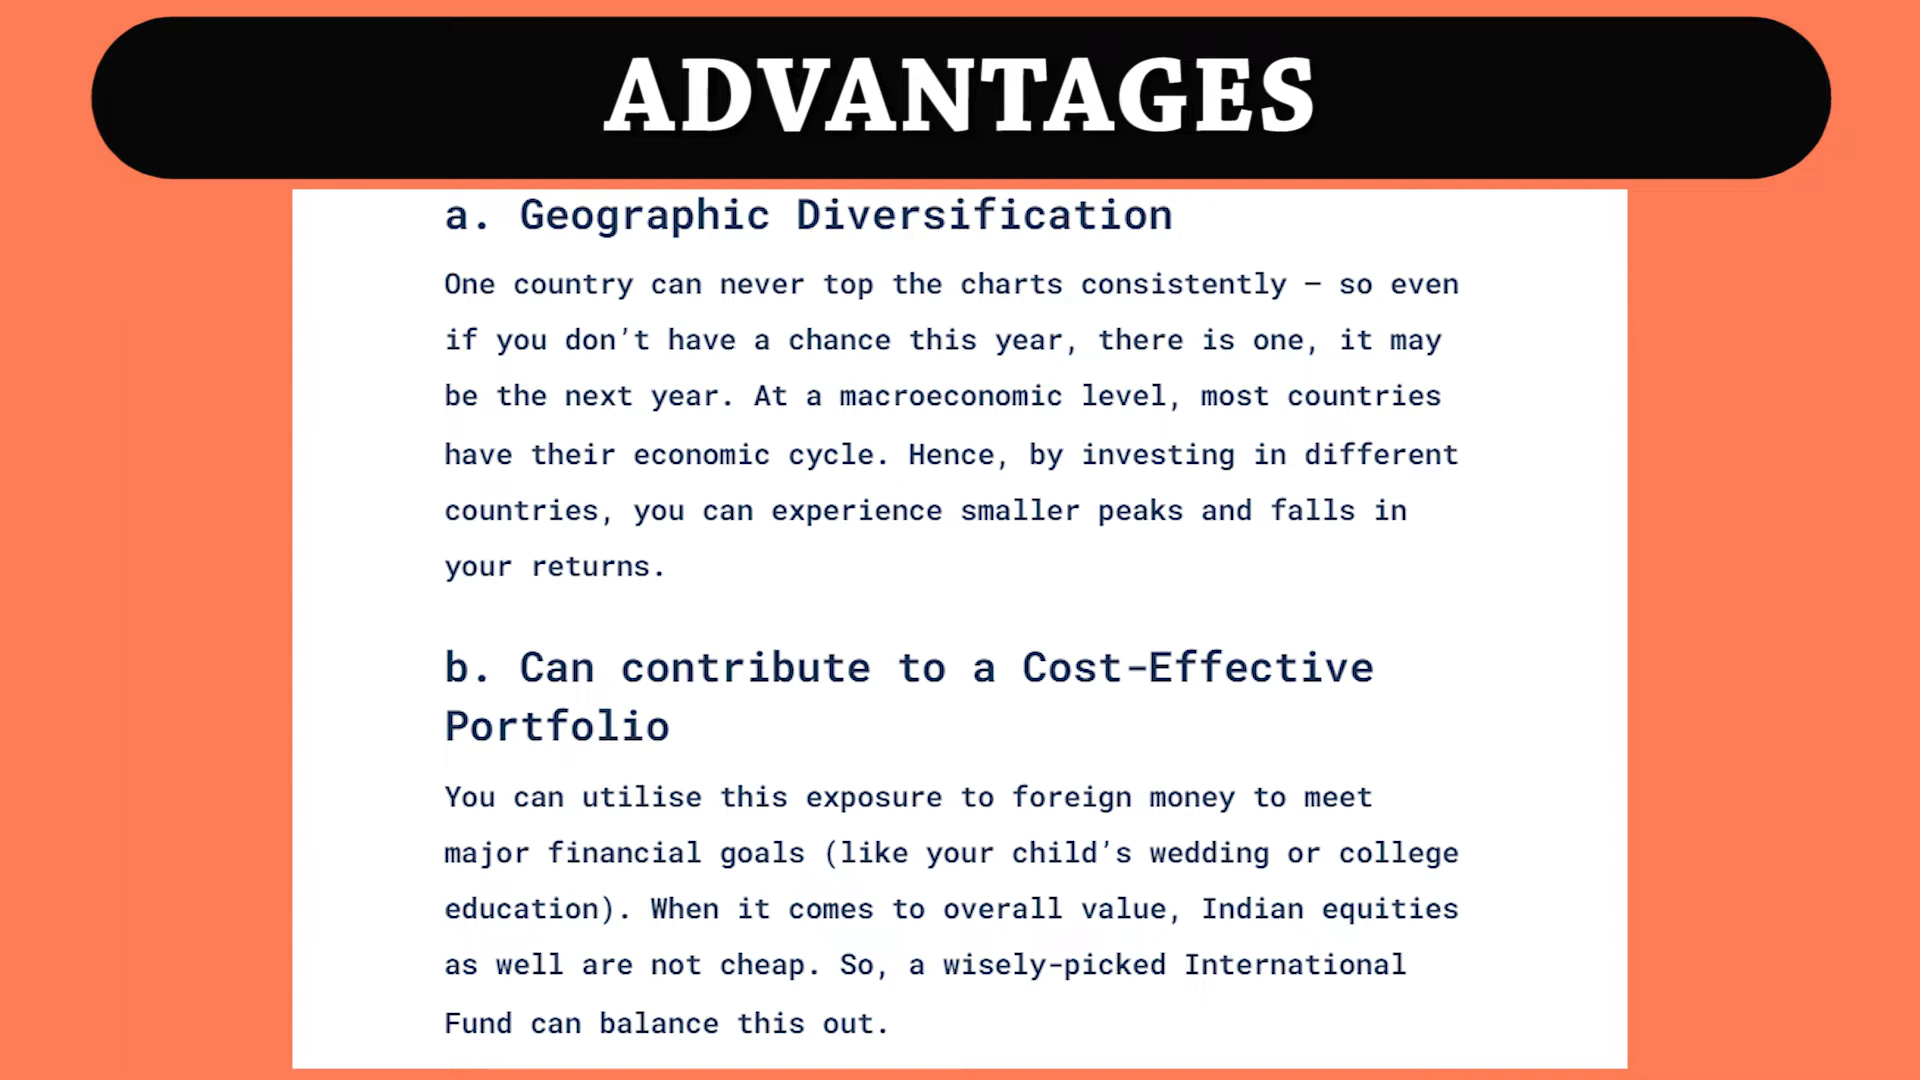 ADVANTAGES
a. Geographic Diversification
One country can never top the charts consistently – so even
if you don’t have a chance this year, there is one, it may
be the next year. At a macroeconomic level, most countries
have their economic cycle. Hence, by investing in different
countries, you can experience smaller peaks and falls in
your returns.
b. Can contribute to a Cost-Effective
Portfolio
You can utilise this exposure to foreign money to meet
major financial goals (like your child’s wedding or college
education). When it comes to overall value, Indian equities
as well are not cheap. So, a wisely-picked International
Fund can balance this out.